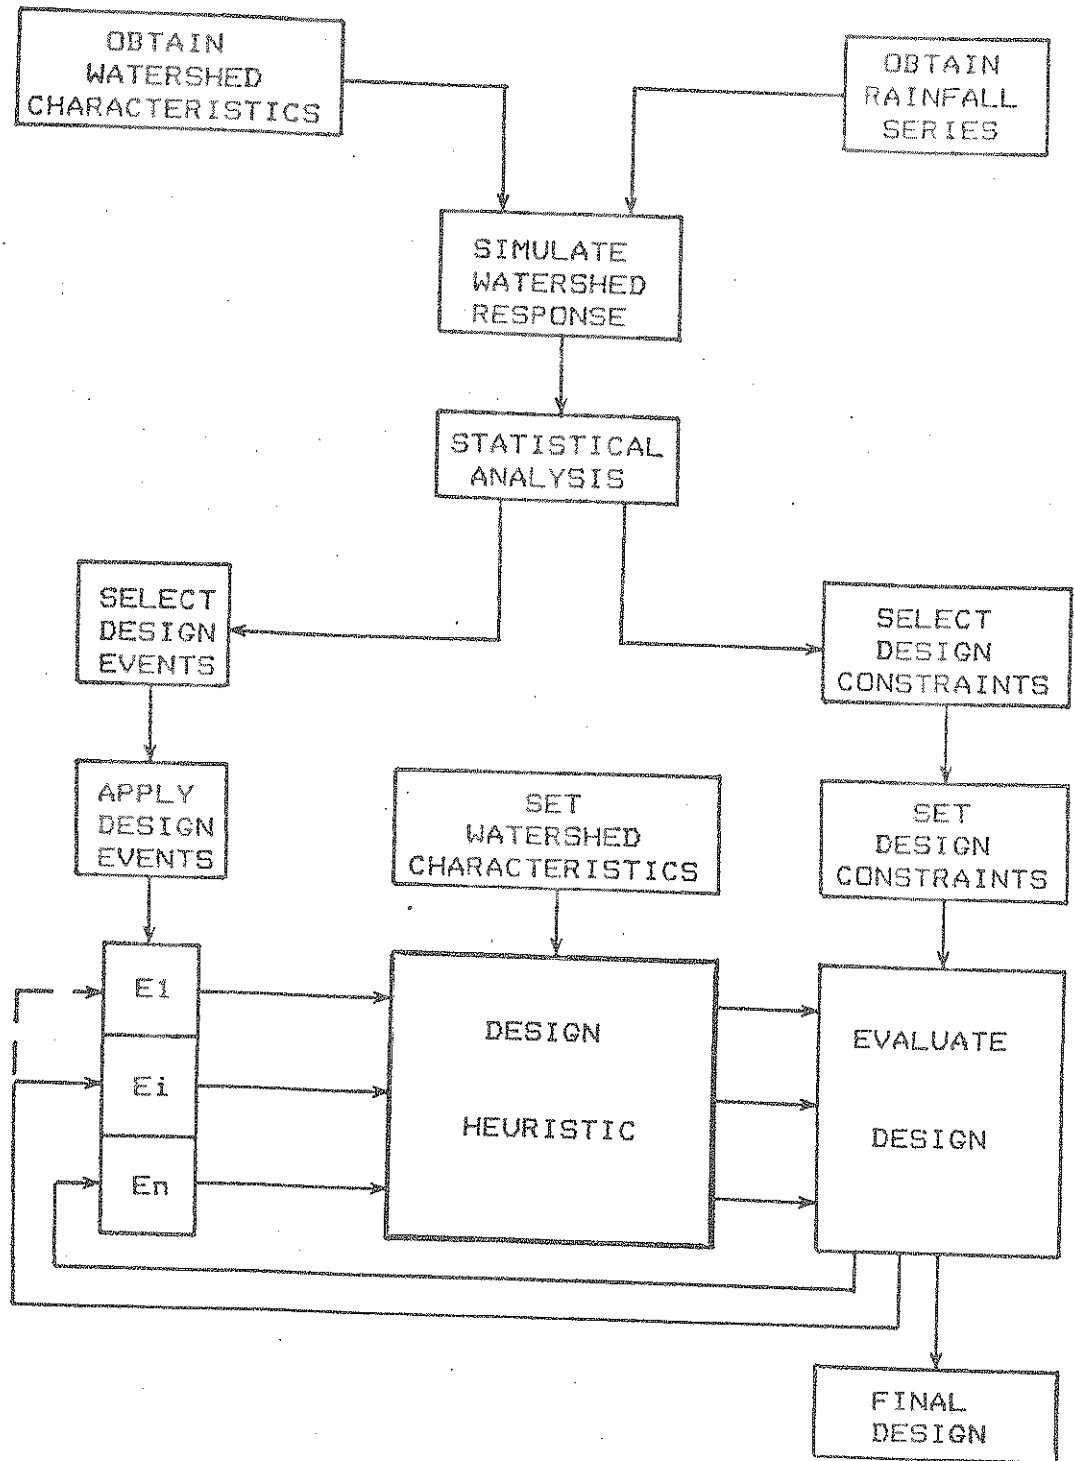 OBTAIN
WATERSHED
CHARACTERISTICS
OBTAIN
RAINFALL
SERIES
SIMULATE
WATERSHED
RESPONSE
STATISTICAL
ANALYSIS
SELECT
DESIGN
EVENTS
SELECT
DESIGN
CONSTRAINTS
APPLY
DESIGN
EVENTS
SET
WATERSHED
CHARACTERISTICS
SET
DESIGN
CONSTRAINTS
E1
Ei
En
DESIGN
HEURISTIC
EVALUATE
DESIGN
FINAL
DESIGN